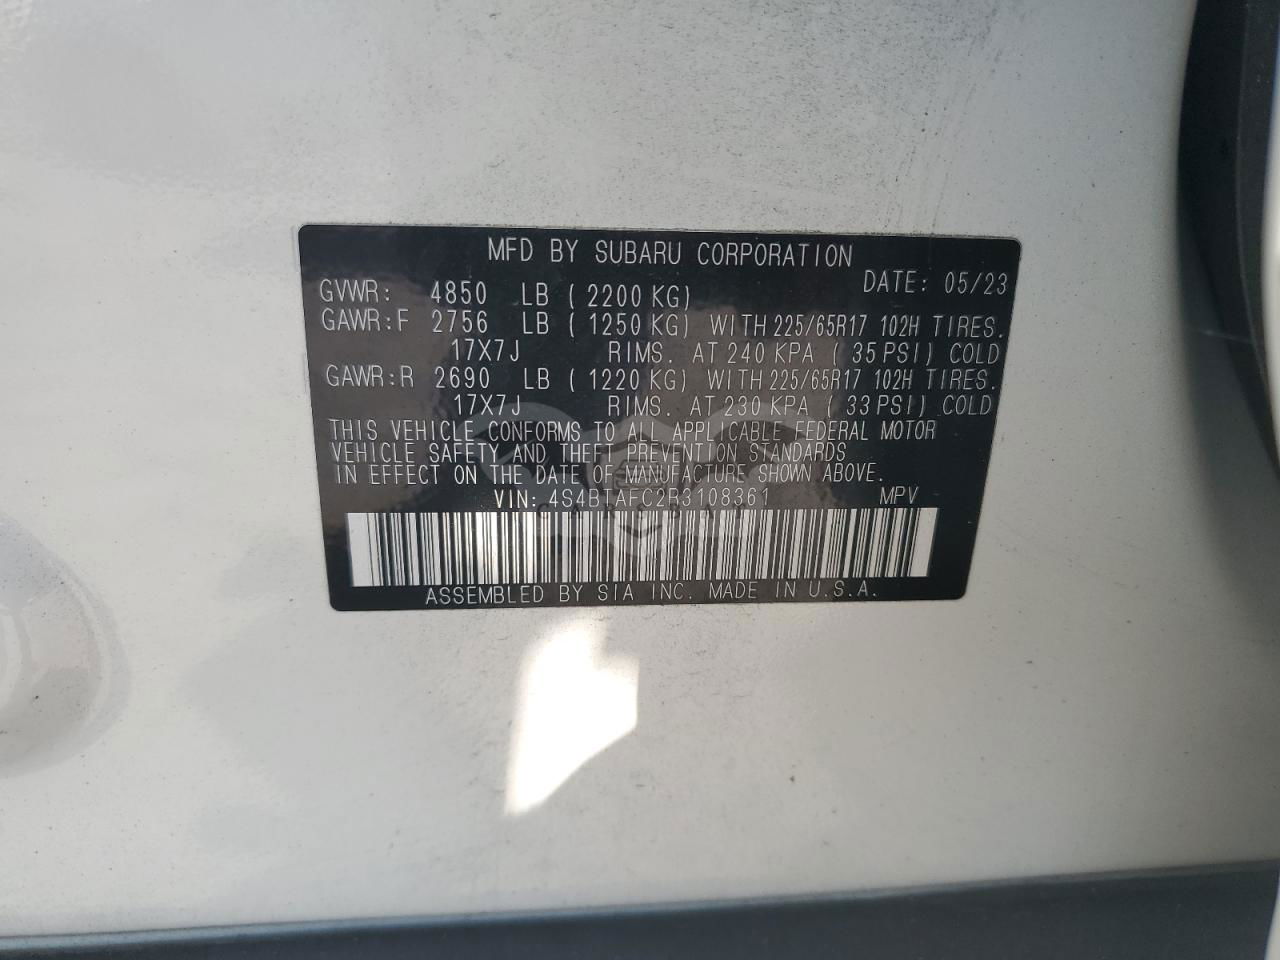 MFD BY SUBARU CORPORATION
DATE: 05/23
GVWR: 4850 LB ( 2200 KG)
GAWR:F 2756 LB ( 1250 KG) WITH 225/65R17 102H TIRES.
17X7J RIMS. AT 240 KPA ( 35 PSI) COLD
GAWR:R 2690 LB ( 1220 KG) WITH 225/65R17 102H TIRES.
17X7J RIMS. AT 230 KPA ( 33 PSI) COLD
THIS VEHICLE CONFORMS TO ALL APPLICABLE FEDERAL MOTOR
VEHICLE SAFETY AND THEFT PREVENTION STANDARDS
IN EFFECT ON THE DATE OF MANUFACTURE SHOWN ABOVE.
VIN: 4S4BTAFC2R3108361 MPV
ASSEMBLED BY SIA INC. MADE IN U.S.A.